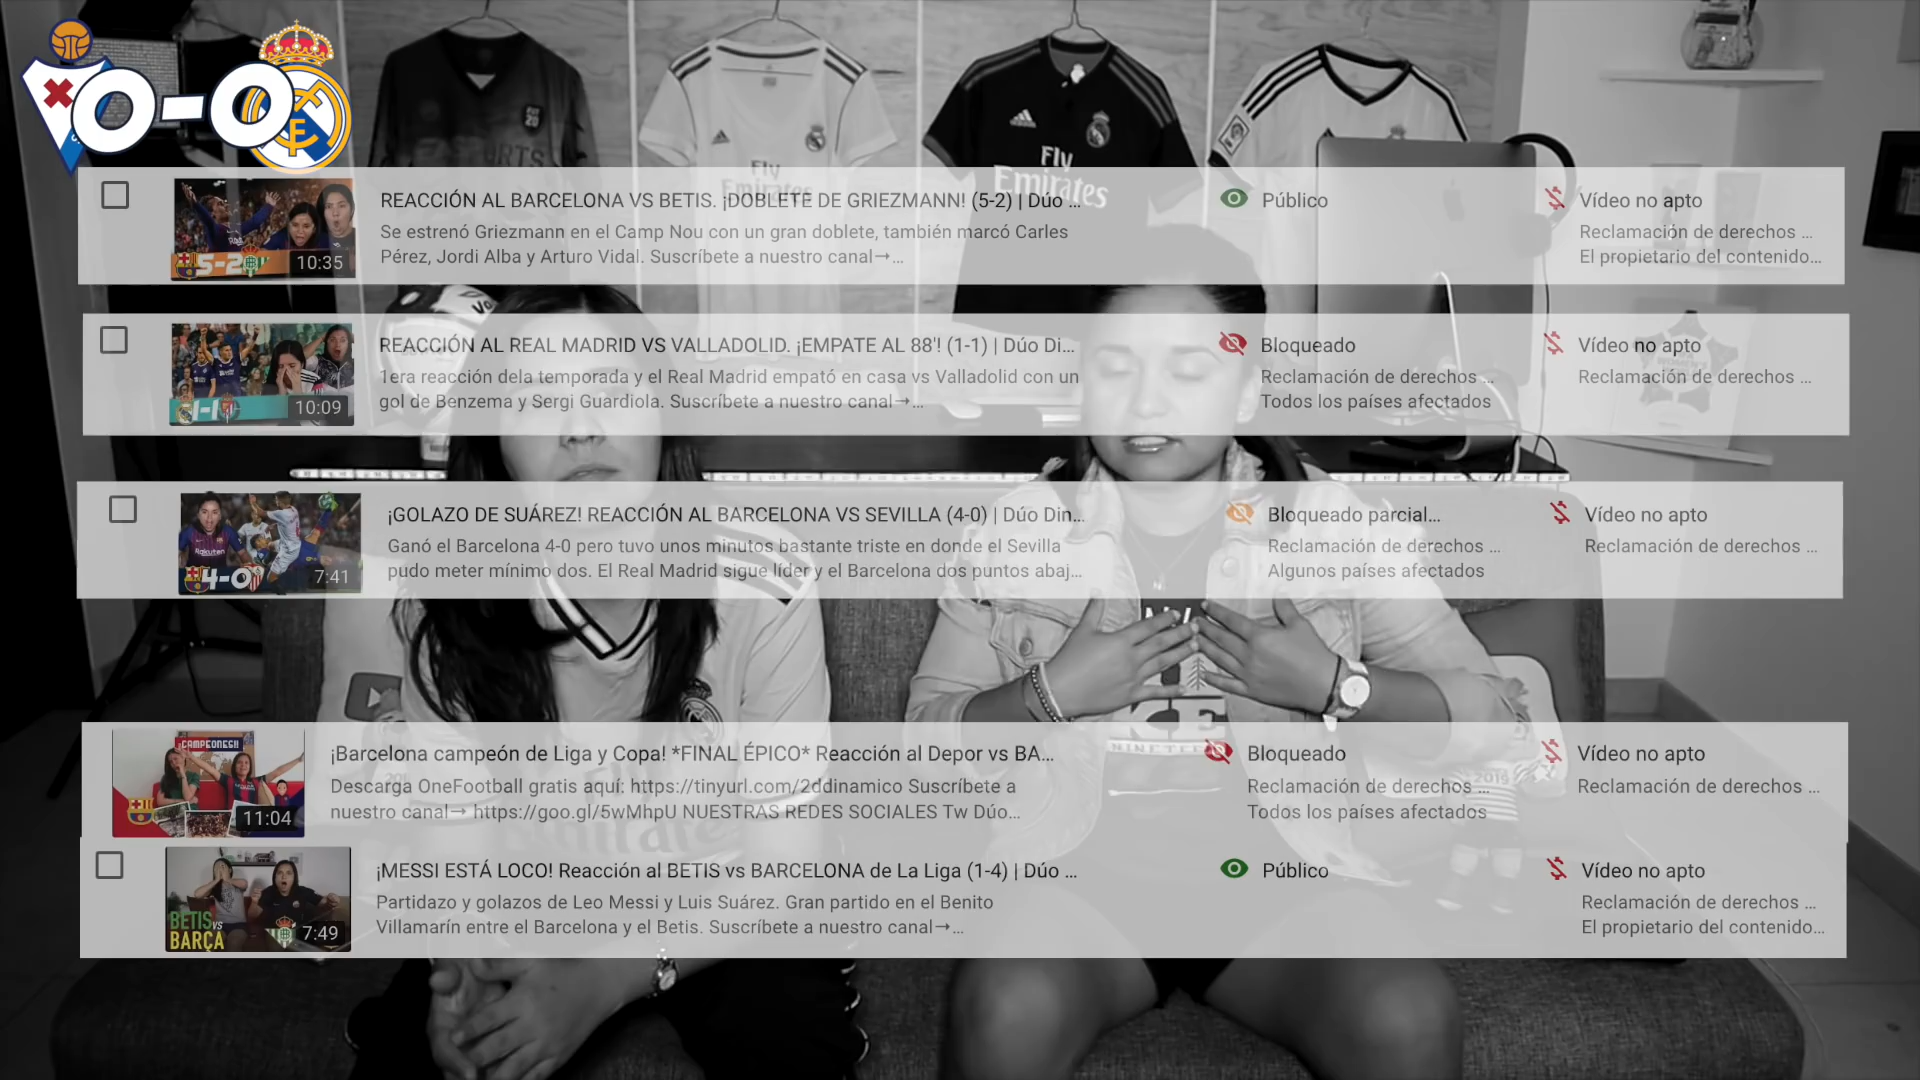 0-0
Fly
Emirates
REACCIÓN AL BARCELONA VS BETIS. ¡DOBLETE DE GRIEZMANN! (5-2) | Dúo ...
Se estrenó Griezmann en el Camp Nou con un gran doblete, también marcó Carles
Pérez, Jordi Alba y Arturo Vidal. Suscríbete a nuestro canal→...
5-2
10:35
Público
Vídeo no apto
Reclamación de derechos ...
El propietario del contenido...
REACCIÓN AL REAL MADRID VS VALLADOLID. ¡EMPATE AL 88'! (1-1) | Dúo Di...
1era reacción dela temporada y el Real Madrid empató en casa vs Valladolid con un
gol de Benzema y Sergi Guardiola. Suscríbete a nuestro canal→...
1-1
10:09
Bloqueado
Reclamación de derechos ...
Todos los países afectados
Vídeo no apto
Reclamación de derechos ...
¡GOLAZO DE SUÁREZ! REACCIÓN AL BARCELONA VS SEVILLA (4-0) | Dúo Din...
Ganó el Barcelona 4-0 pero tuvo unos minutos bastante triste en donde el Sevilla
pudo meter mínimo dos. El Real Madrid sigue líder y el Barcelona dos puntos abaj...
4-0
7:41
Bloqueado parcial...
Reclamación de derechos ...
Algunos países afectados
Vídeo no apto
Reclamación de derechos ...
¡Barcelona campeón de Liga y Copa! *FINAL ÉPICO* Reacción al Depor vs BA...
Descarga OneFootball gratis aquí: https://tinyurl.com/2ddinamico Suscríbete a
nuestro canal→ https://goo.gl/5wMhpU NUESTRAS REDES SOCIALES Tw Dúo...
¡CAMPEONES!!
11:04
Bloqueado
Reclamación de derechos ...
Todos los países afectados
Vídeo no apto
Reclamación de derechos ...
¡MESSI ESTÁ LOCO! Reacción al BETIS vs BARCELONA de La Liga (1-4) | Dúo ...
Partidazo y golazos de Leo Messi y Luis Suárez. Gran partido en el Benito
Villamarín entre el Barcelona y el Betis. Suscríbete a nuestro canal→...
BETIS VS
BARÇA
7:49
Público
Vídeo no apto
Reclamación de derechos ...
El propietario del contenido...